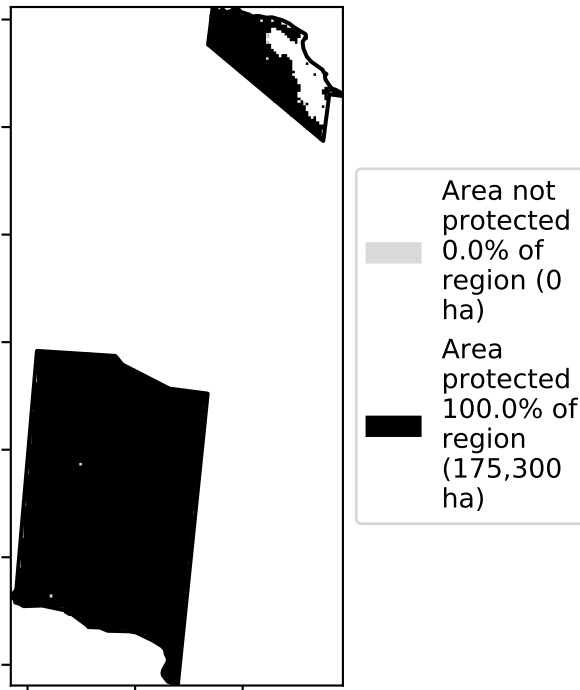 Area not
protected
0.0% of
region (0
ha)
Area
protected
100.0% of
region
(175,300
ha)